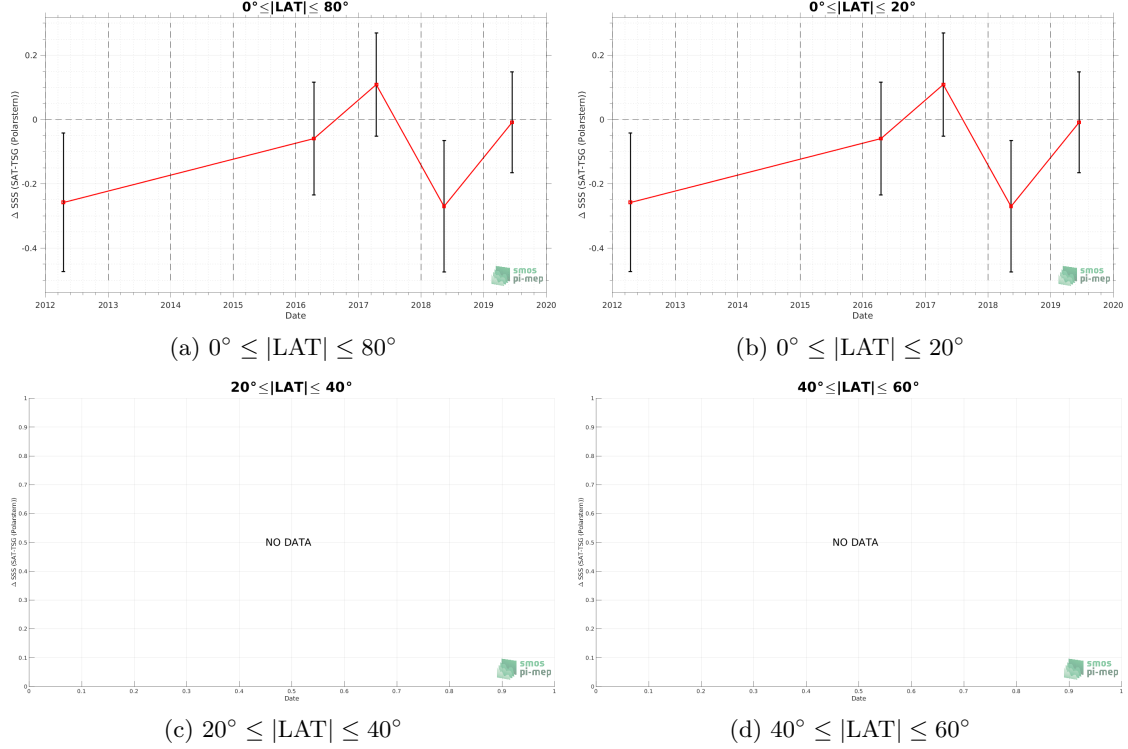 0°≤|LAT|≤ 80°
0.2
0
-0.2
-0.4
Δ SSS (SAT-TSG (Polarstern))
2012 2013 2014 2015 2016 2017 2018 2019 2020
Date
smos
pi-mep
(a) 0° ≤ |LAT| ≤ 80°
0°≤|LAT|≤ 20°
0.2
0
-0.2
-0.4
Δ SSS (SAT-TSG (Polarstern))
2012 2013 2014 2015 2016 2017 2018 2019 2020
Date
smos
pi-mep
(b) 0° ≤ |LAT| ≤ 20°
20°≤|LAT|≤ 40°
1
0.9
0.8
0.7
0.6
0.5
0.4
0.3
0.2
0.1
0
Δ SSS (SAT-TSG (Polarstern))
NO DATA
0 0.1 0.2 0.3 0.4 0.5 0.6 0.7 0.8 0.9 1
Date
smos
pi-mep
(c) 20° ≤ |LAT| ≤ 40°
40°≤|LAT|≤ 60°
1
0.9
0.8
0.7
0.6
0.5
0.4
0.3
0.2
0.1
0
Δ SSS (SAT-TSG (Polarstern))
NO DATA
0 0.1 0.2 0.3 0.4 0.5 0.6 0.7 0.8 0.9 1
Date
smos
pi-mep
(d) 40° ≤ |LAT| ≤ 60°